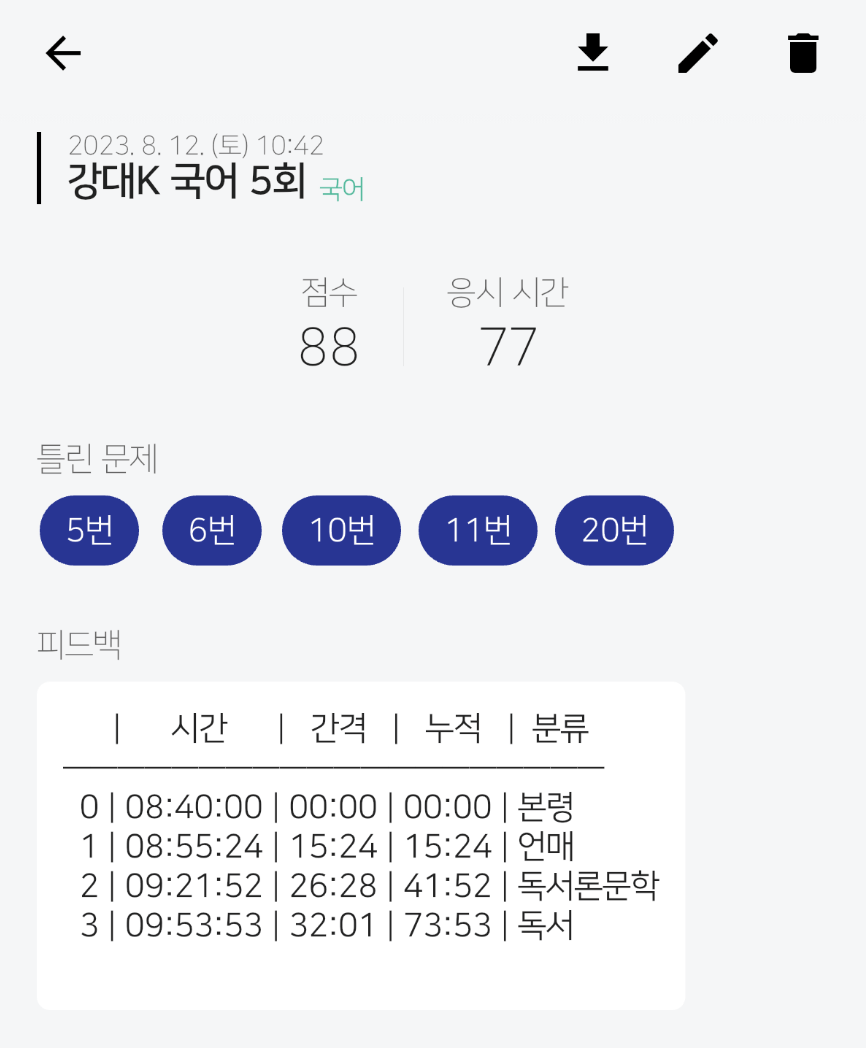 2023. 8. 12. (토) 10:42
강대K 국어 5회 국어
점수 응시 시간
88 77
틀린 문제
5번 6번 10번 11번 20번
피드백
| 시간 | 간격 | 누적 | 분류
0 | 08:40:00 | 00:00 | 00:00 | 본령
1 | 08:55:24 | 15:24 | 15:24 | 언매
2 | 09:21:52 | 26:28 | 41:52 | 독서론문학
3 | 09:53:53 | 32:01 | 73:53 | 독서